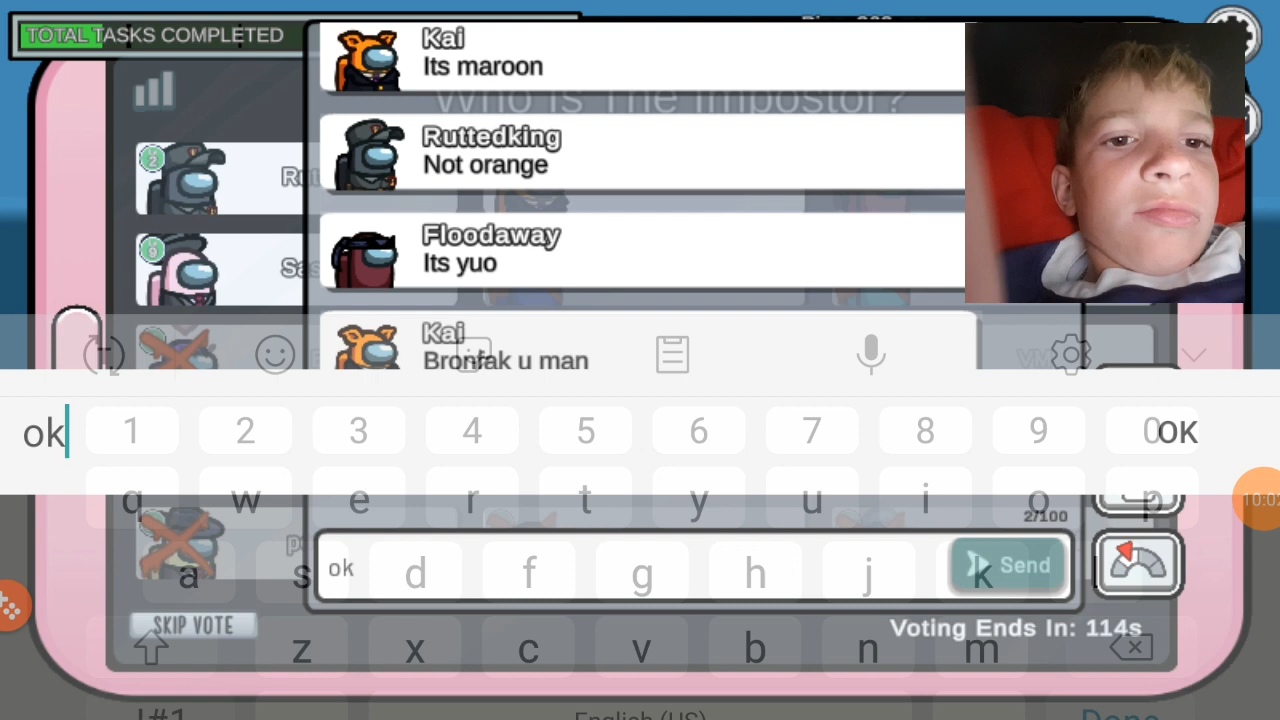 TOTAL TASKS COMPLETED
Kai
Its maroon
Who Is The Impostor?
Ruttedking
Not orange
Floodaway
Its yuo
Kai
Bronfak u man
ok
1 2 3 4 5 6 7 8 9 0
OK
q w e r t y u i o p
2/100
a s d f g h j k l
ok
Send
SKIP VOTE
Voting Ends In: 114s
z x c v b n m
!#1
English (US)
Done